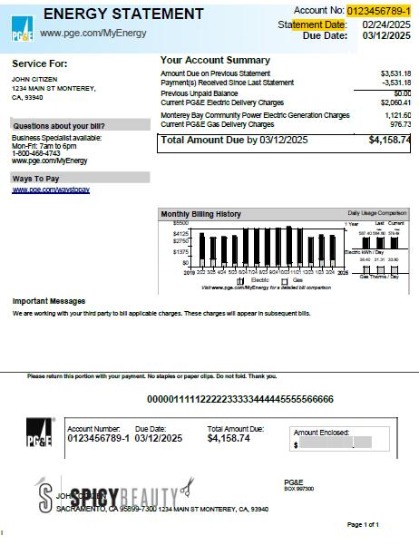 ENERGY STATEMENT
www.pge.com/MyEnergy
Account No: 0123456789-1
Statement Date: 02/24/2025
Due Date: 03/12/2025
PG&E
Service For:
JOHN CITIZEN
1234 MAIN ST MONTEREY,
CA, 93940
Questions about your bill?
Business Specialist available:
Mon-Fri: 7am to 6pm
1-800-468-4743
www.pge.com/MyEnergy
Ways To Pay
www.pge.com/waystopay
Your Account Summary
Amount Due on Previous Statement $3,531.18
Payment(s) Received Since Last Statement -3,531.18
Previous Unpaid Balance $0.00
Current PG&E Electric Delivery Charges $2,060.41
Monterey Bay Community Power Electric Generation Charges 1,121.60
Current PG&E Gas Delivery Charges 976.73
Total Amount Due by 03/12/2025 $4,158.74
Monthly Billing History
Daily Usage Comparison
$5500
$4125
$2750
$1375
$0
Electric Gas
Visit www.pge.com/MyEnergy for a detailed bill comparison
1 Year
Last
Current
Electric kWh / Day
Gas Therms / Day
Important Messages
We are working with your third party to bill applicable charges. These charges will appear in subsequent bills.
Please return this portion with your payment. No staples or paper clips. Do not fold. Thank you.
PG&E
Account Number: Due Date: Total Amount Due: Amount Enclosed:
0123456789-1 03/12/2025 $4,158.74 $
JOHN CITIZEN
SPICY BEAUTY
SACRAMENTO, CA 95899-7300 1234 MAIN ST MONTEREY, CA, 93940
PG&E
BOX 997300
Page 1 of 1